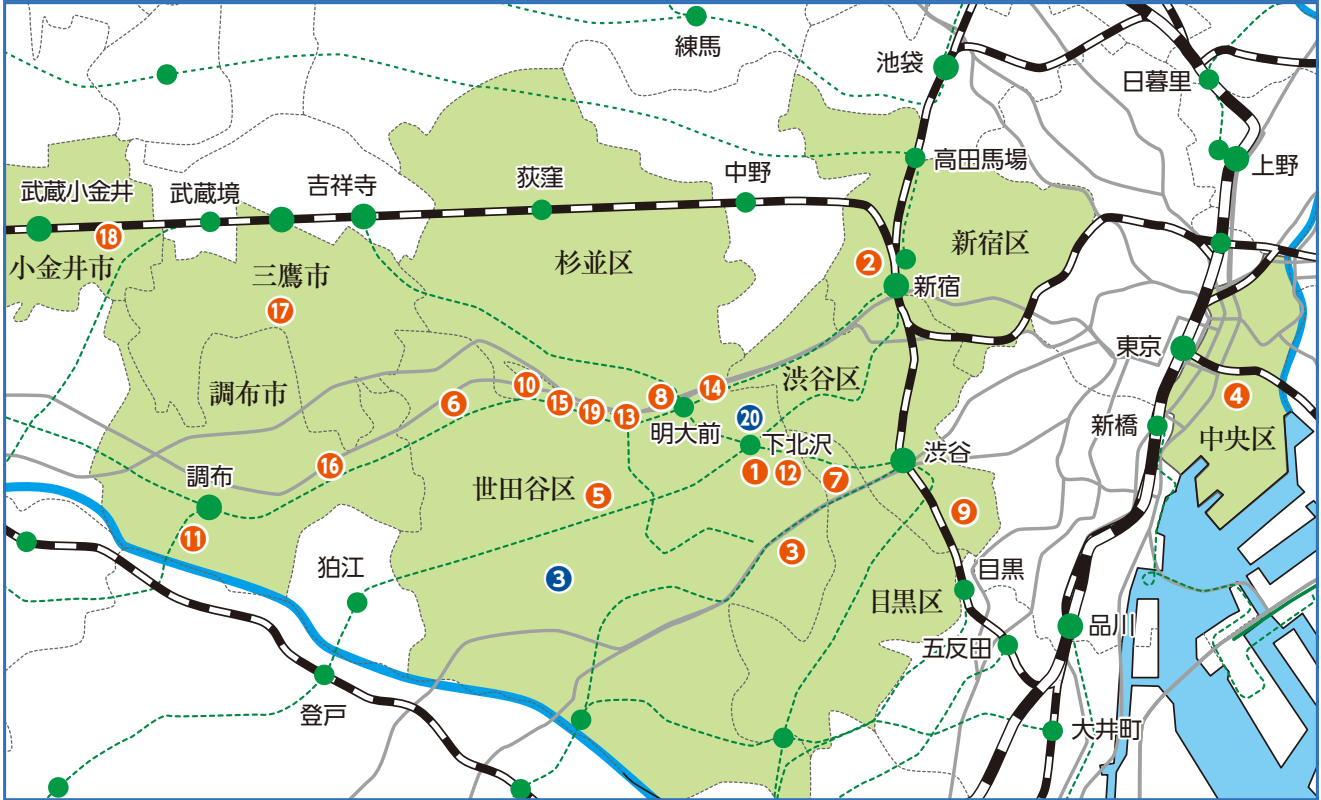 練馬
池袋
日暮里
高田馬場
上野
武蔵小金井
武蔵境
吉祥寺
荻窪
中野
18
小金井市
三鷹市
杉並区
2
新宿区
新宿
17
東京
調布市
渋谷区
10
14
8
6
15
19
13
4
20
明大前
下北沢
新橋
中央区
渋谷
16
調布
世田谷区
5
1
12
7
9
11
3
狛江
3
目黒
目黒区
品川
五反田
登戸
大井町